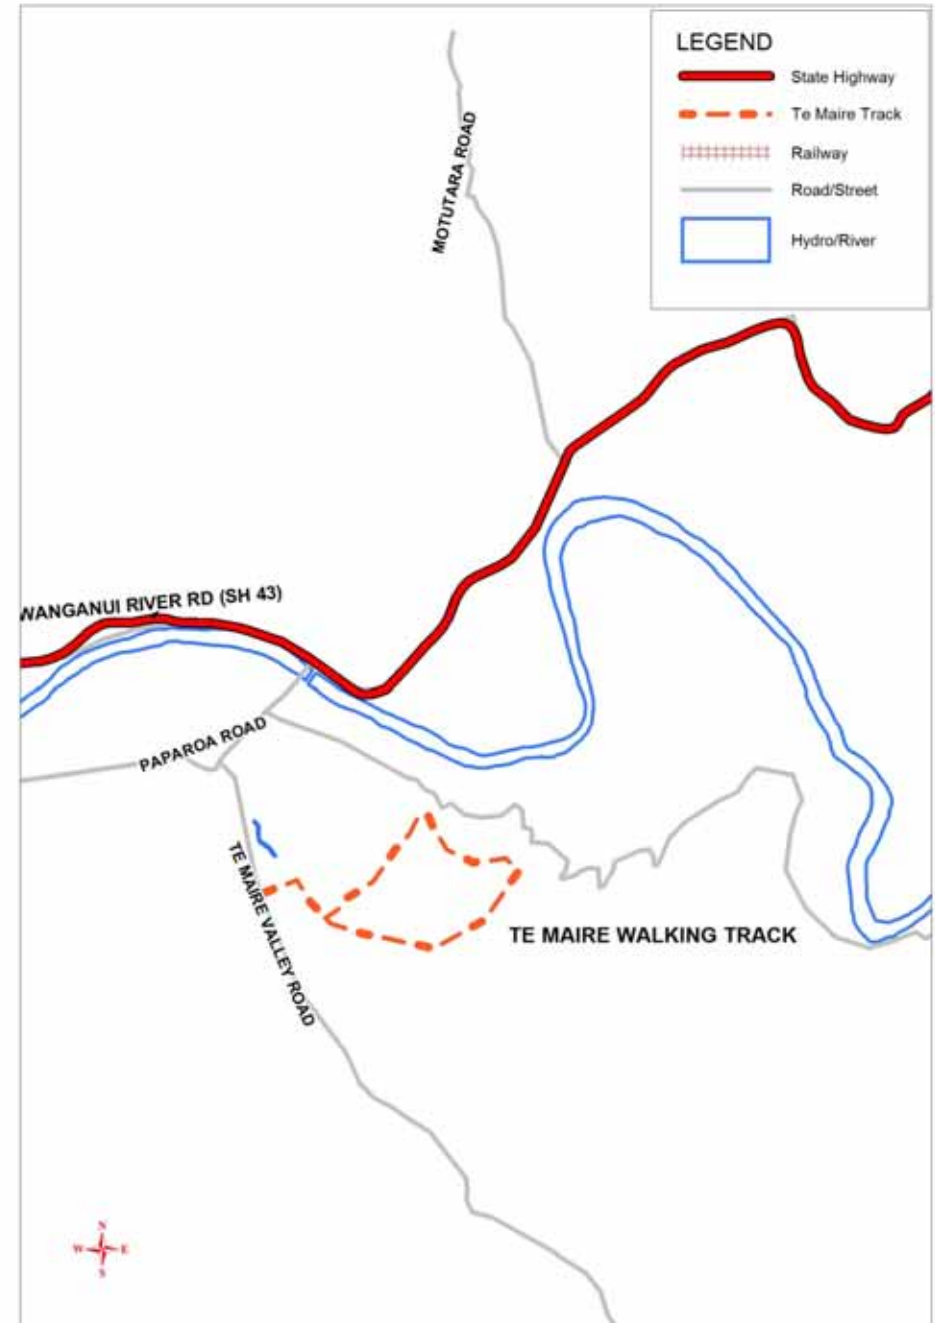 LEGEND
State Highway
Te Maire Track
Railway
Road/Street
Hydro/River
MOTUTARA ROAD
WANGANUI RIVER RD (SH 43)
PAPAROA ROAD
TE MAIRE VALLEY ROAD
TE MAIRE WALKING TRACK
N
W E
S